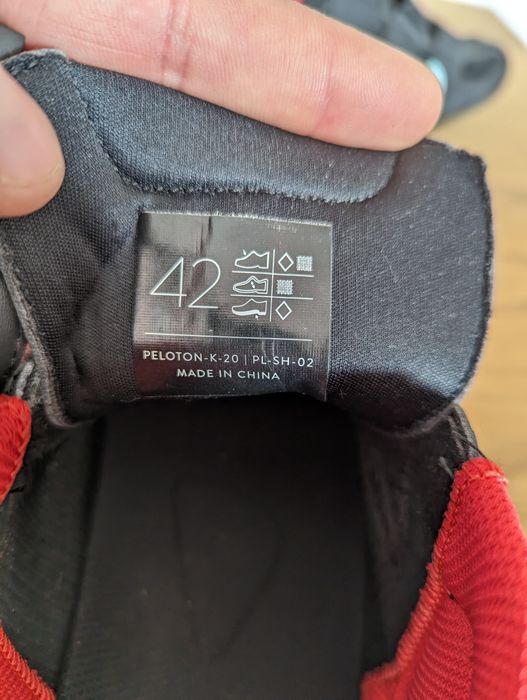 42
PELOTON-K-20 | PL-SH-02
MADE IN CHINA